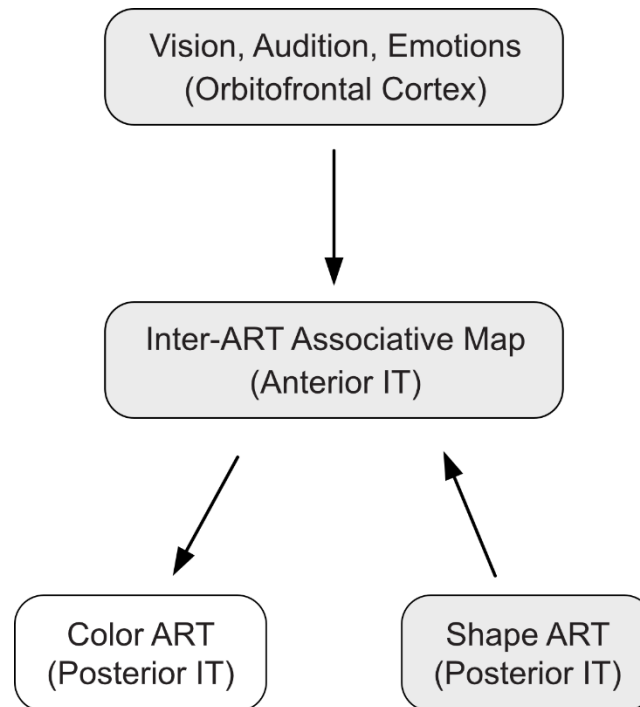 Vision, Audition, Emotions
(Orbitofrontal Cortex)
Inter-ART Associative Map
(Anterior IT)
Color ART
(Posterior IT)
Shape ART
(Posterior IT)